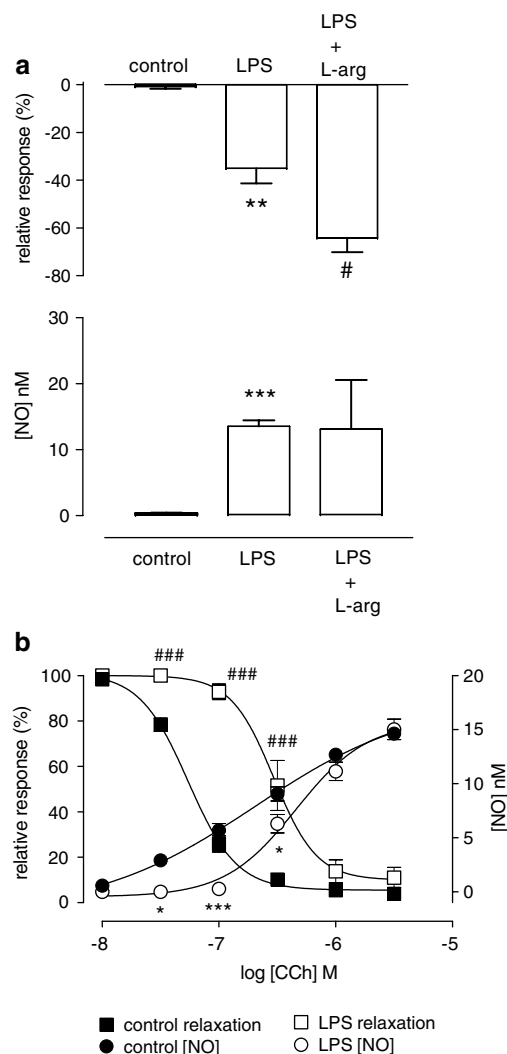 a
control LPS LPS
+
L-arg
relative response (%)
0
-20
-40
-60
-80
**
#
[NO] nM
30
20
10
0
***
control LPS LPS
+
L-arg
b
relative response (%)
100
80
60
40
20
0
###
###
###
*
*
***
20
15
10
5
0
[NO] nM
-8 -7 -6 -5
log [CCh] M
control relaxation LPS relaxation
control [NO] LPS [NO]